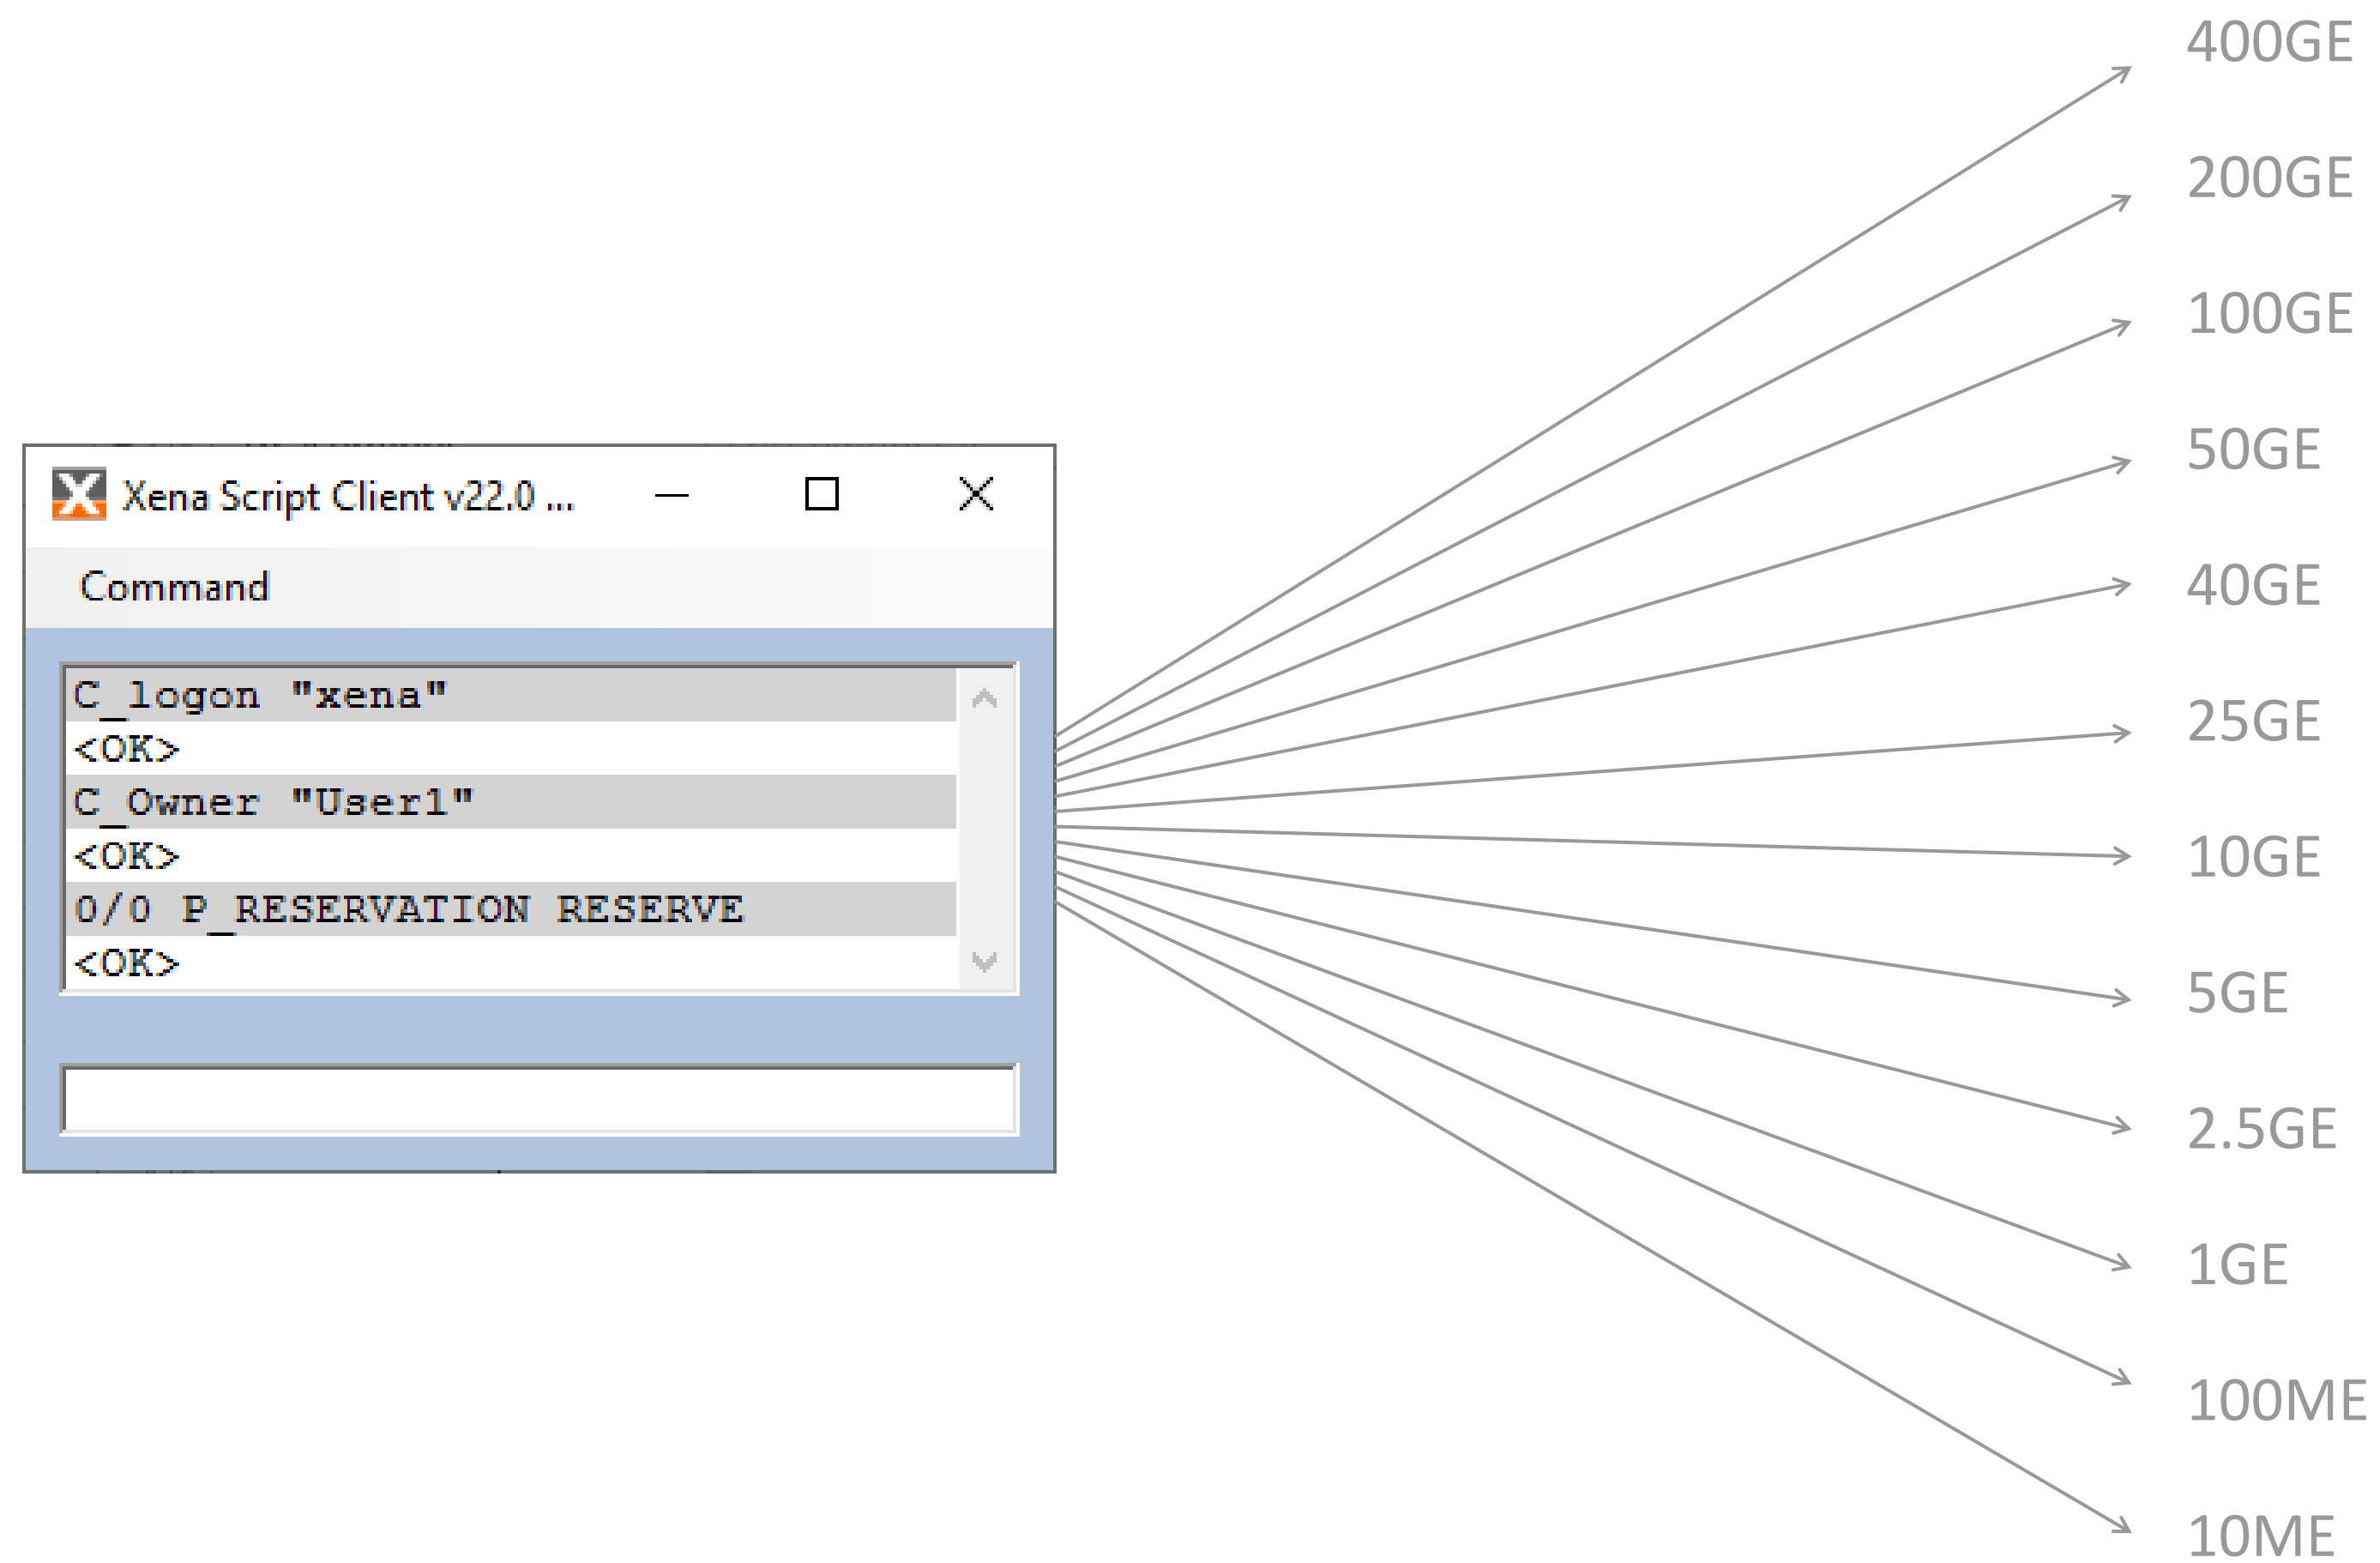 Xena Script Client v22.0 ...
Command
C_logon "xena"
<OK>
C_Owner "User1"
<OK>
0/0 P_RESERVATION RESERVE
<OK>
400GE
200GE
100GE
50GE
40GE
25GE
10GE
5GE
2.5GE
1GE
100ME
10ME